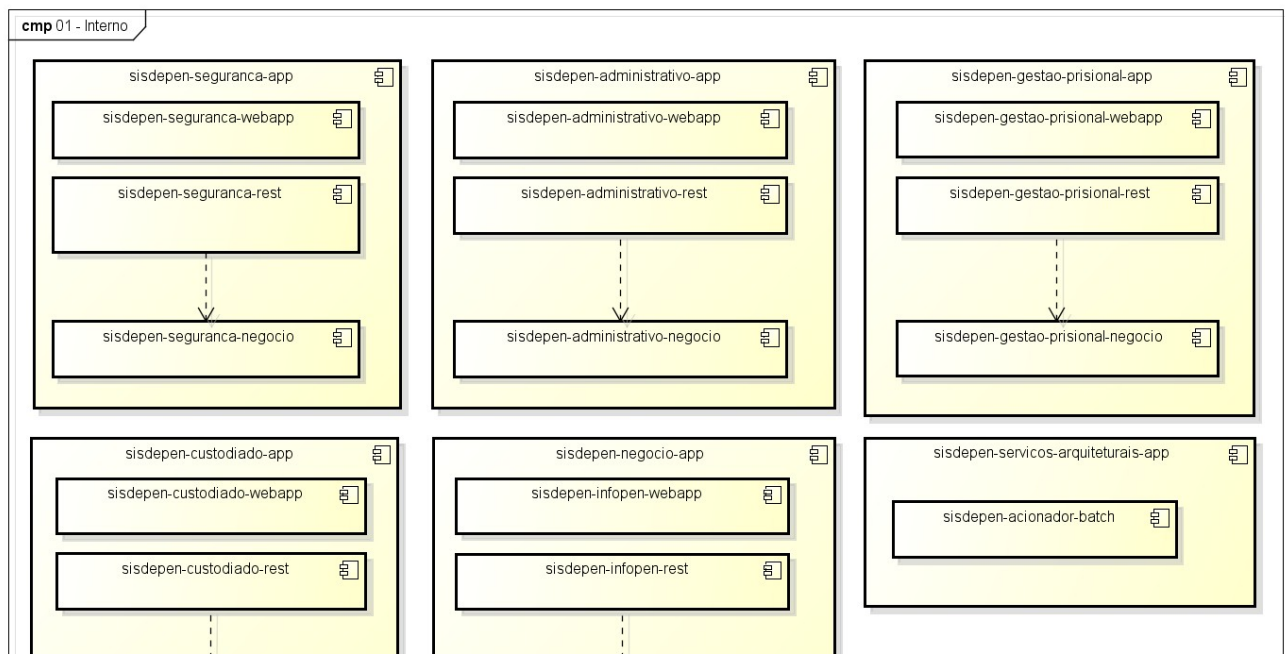 cmp 01 - Interno
sisdepen-seguranca-app
sisdepen-seguranca-webapp
sisdepen-seguranca-rest
sisdepen-seguranca-negocio
sisdepen-administrativo-app
sisdepen-administrativo-webapp
sisdepen-administrativo-rest
sisdepen-administrativo-negocio
sisdepen-gestao-prisional-app
sisdepen-gestao-prisional-webapp
sisdepen-gestao-prisional-rest
sisdepen-gestao-prisional-negocio
sisdepen-custodiado-app
sisdepen-custodiado-webapp
sisdepen-custodiado-rest
sisdepen-negocio-app
sisdepen-infopen-webapp
sisdepen-infopen-rest
sisdepen-servicos-arquiteturais-app
sisdepen-acionador-batch